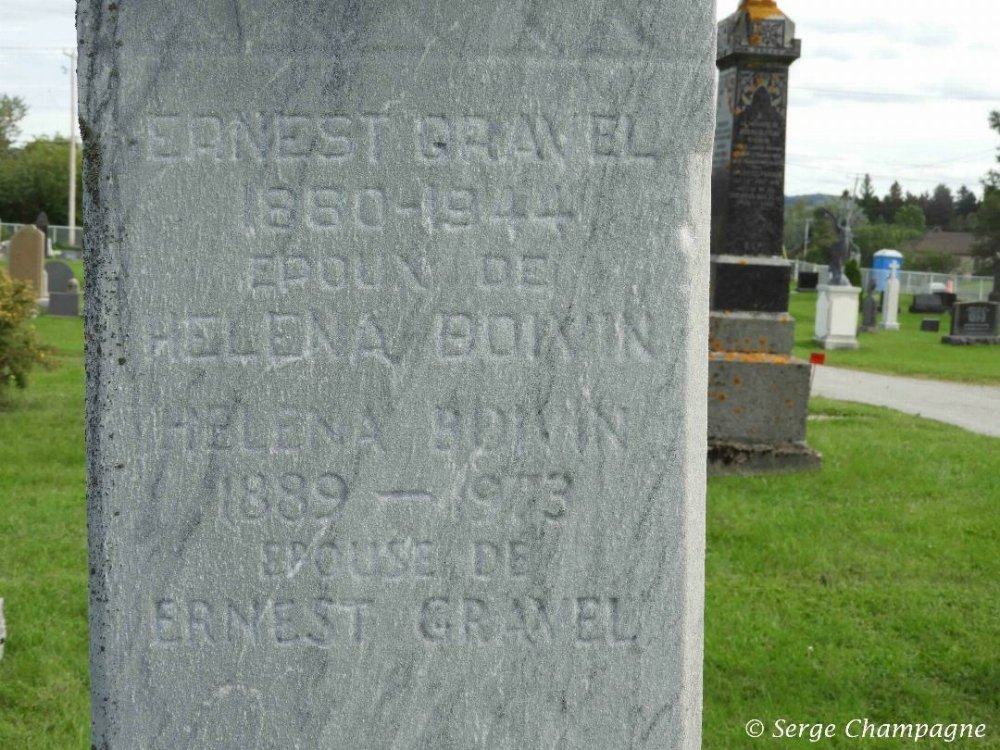 ERNEST GRAVEL
1880-1944
EPOUX DE
HELENA BOIVIN
HELENA BOIVIN
1889 — 1973
EPOUSE DE
ERNEST GRAVEL
© Serge Champagne